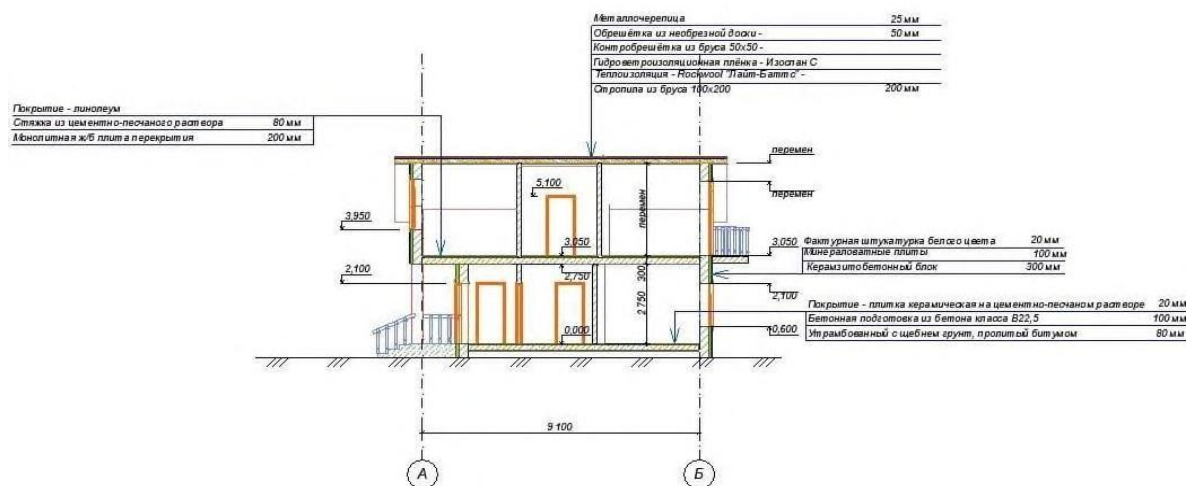 Металлочерепица 25 мм
Обрешётка из необрезной доски - 50 мм
Контробрешётка из бруса 50х50 -
Гидроветроизоляционная плёнка - Изоспан С
Теплоизоляция - Rockwool "Лайт-Баттс" -
Стропила из бруса 100х200 200 мм
Покрытие - линолеум
Стяжка из цементно-песчаного раствора 80 мм
Монолитная ж/б плита перекрытия 200 мм
перемен
5,100
перемен
перемен
3,950
3,050
3,050
Фактурная штукатурка белого цвета 20 мм
Минераловатные плиты 100 мм
Керамзитобетонный блок 300 мм
2,100
2,750
300
2,100
2 750
Покрытие - плитка керамическая на цементно-песчаном растворе 20 мм
Бетонная подготовка из бетона класса В22,5 100 мм
Утрамбованный с щебнем грунт, пролитый битумом 80 мм
0,000
0,600
9 100
А
Б